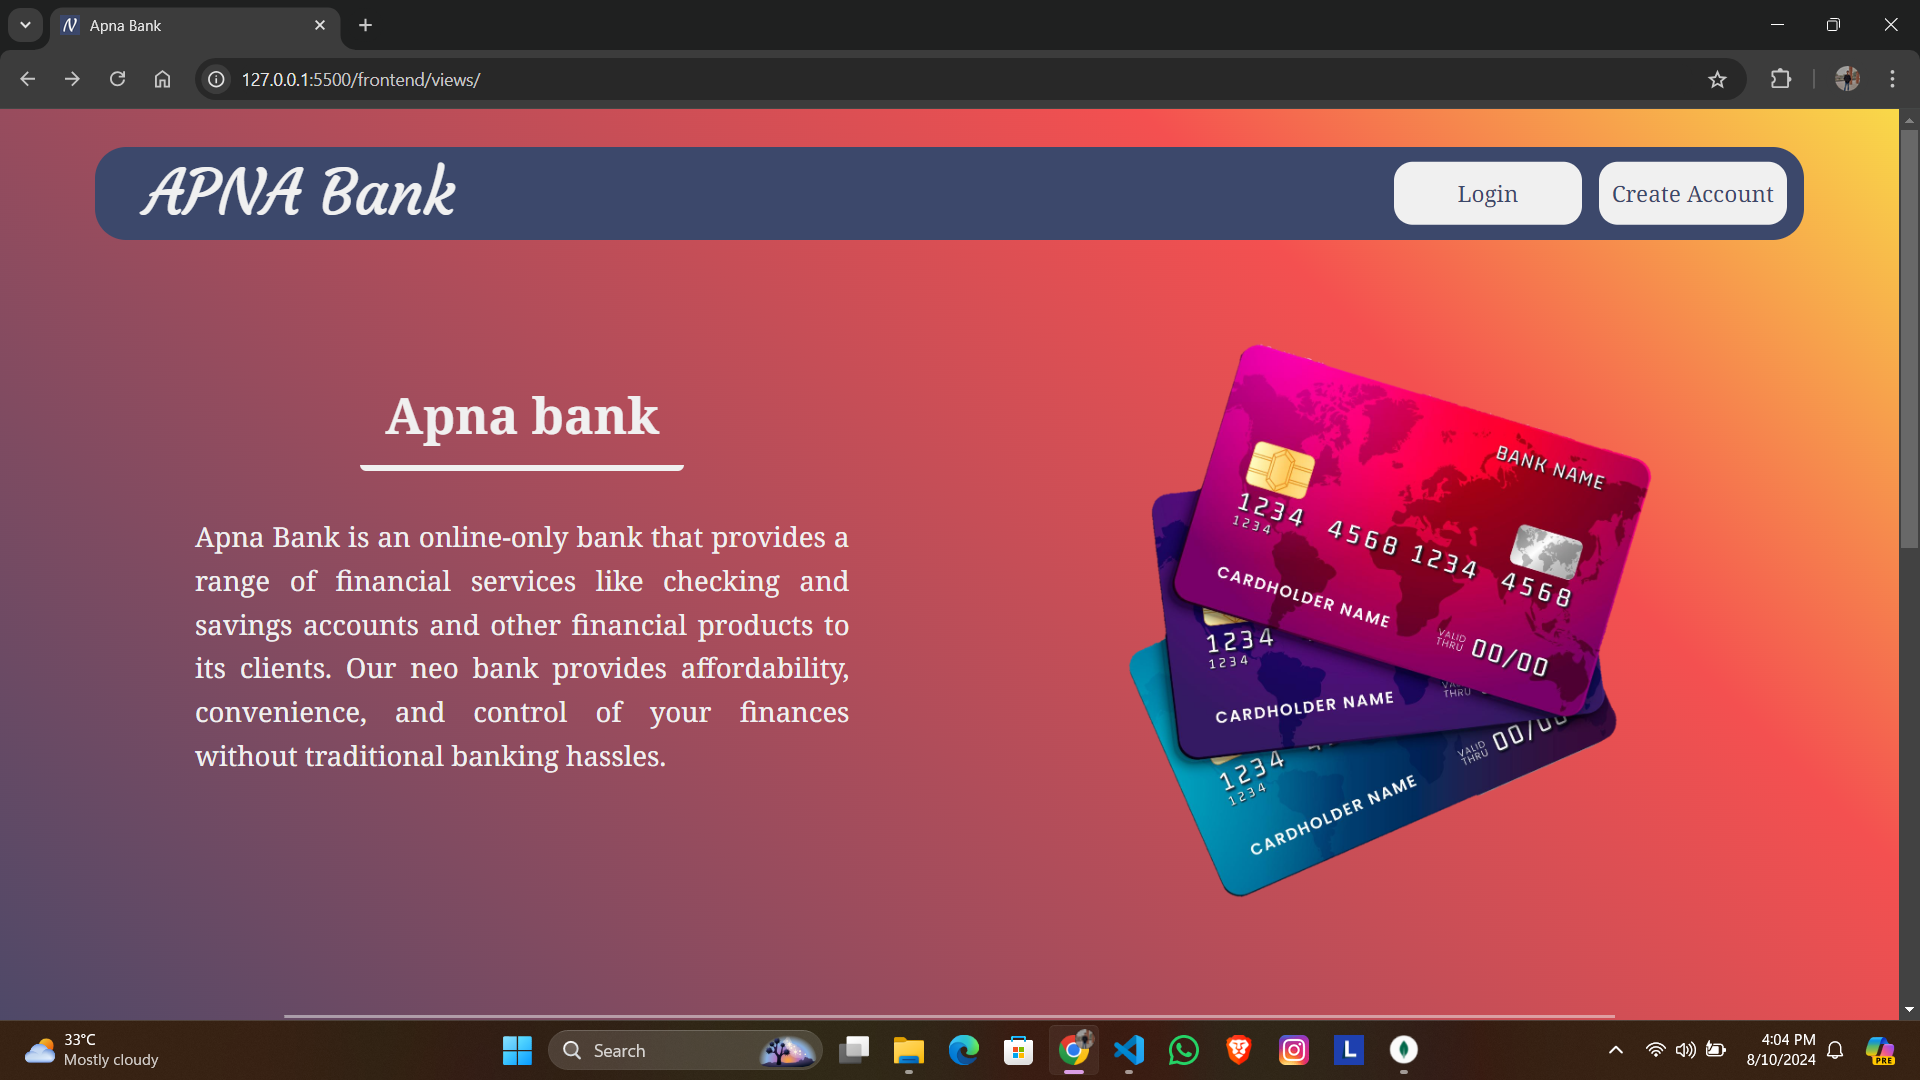 Apna Bank
127.0.0.1:5500/frontend/views/
APNA Bank
Login
Create Account
Apna bank
Apna Bank is an online-only bank that provides a
range of financial services like checking and
savings accounts and other financial products to
its clients. Our neo bank provides affordability,
convenience, and control of your finances
without traditional banking hassles.
BANK NAME
1234 4568 1234 4568
1234
CARDHOLDER NAME
VALID
THRU
00/00
1234
1234
CARDHOLDER NAME
1234
1234
CARDHOLDER NAME
VALID
THRU
00/00
33°C
Mostly cloudy
Search
L
4:04 PM
8/10/2024
PRE